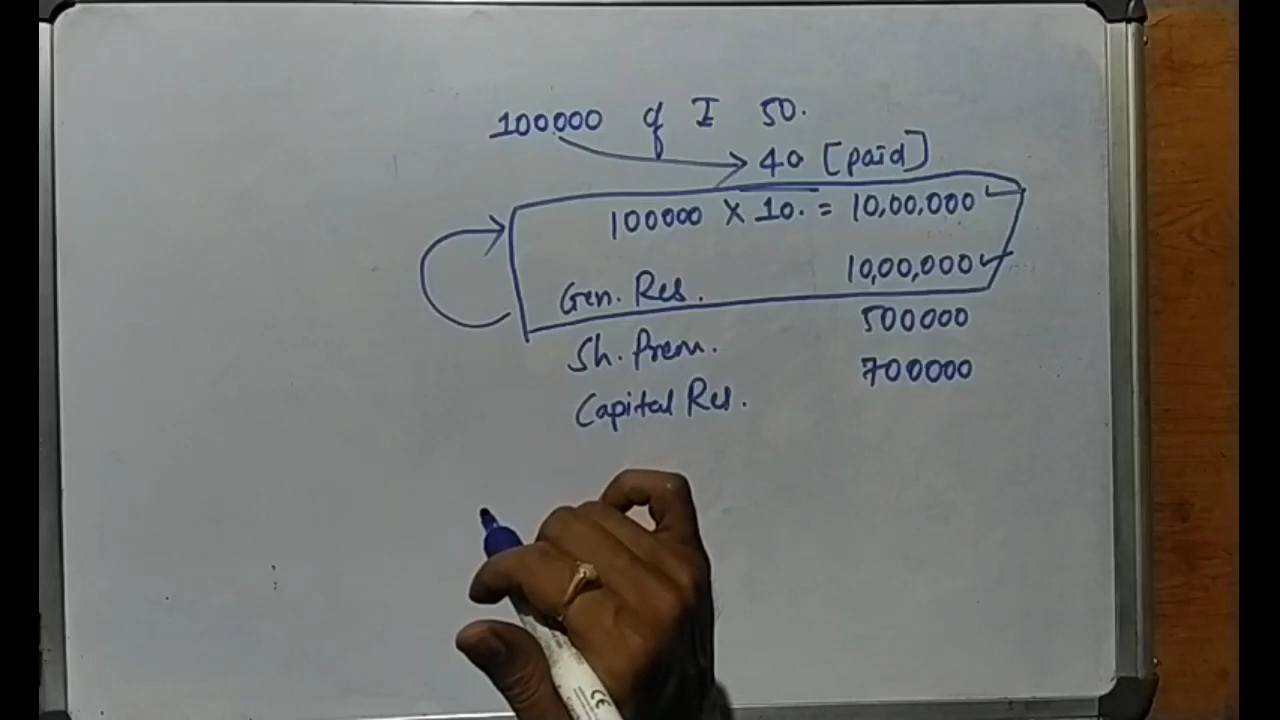 100000 of I 50.
40 [paid]
100000 X 10. = 10,00,000
Gen. Res. 10,00,000
Sh. Prem. 500000
Capital Res. 700000
CE